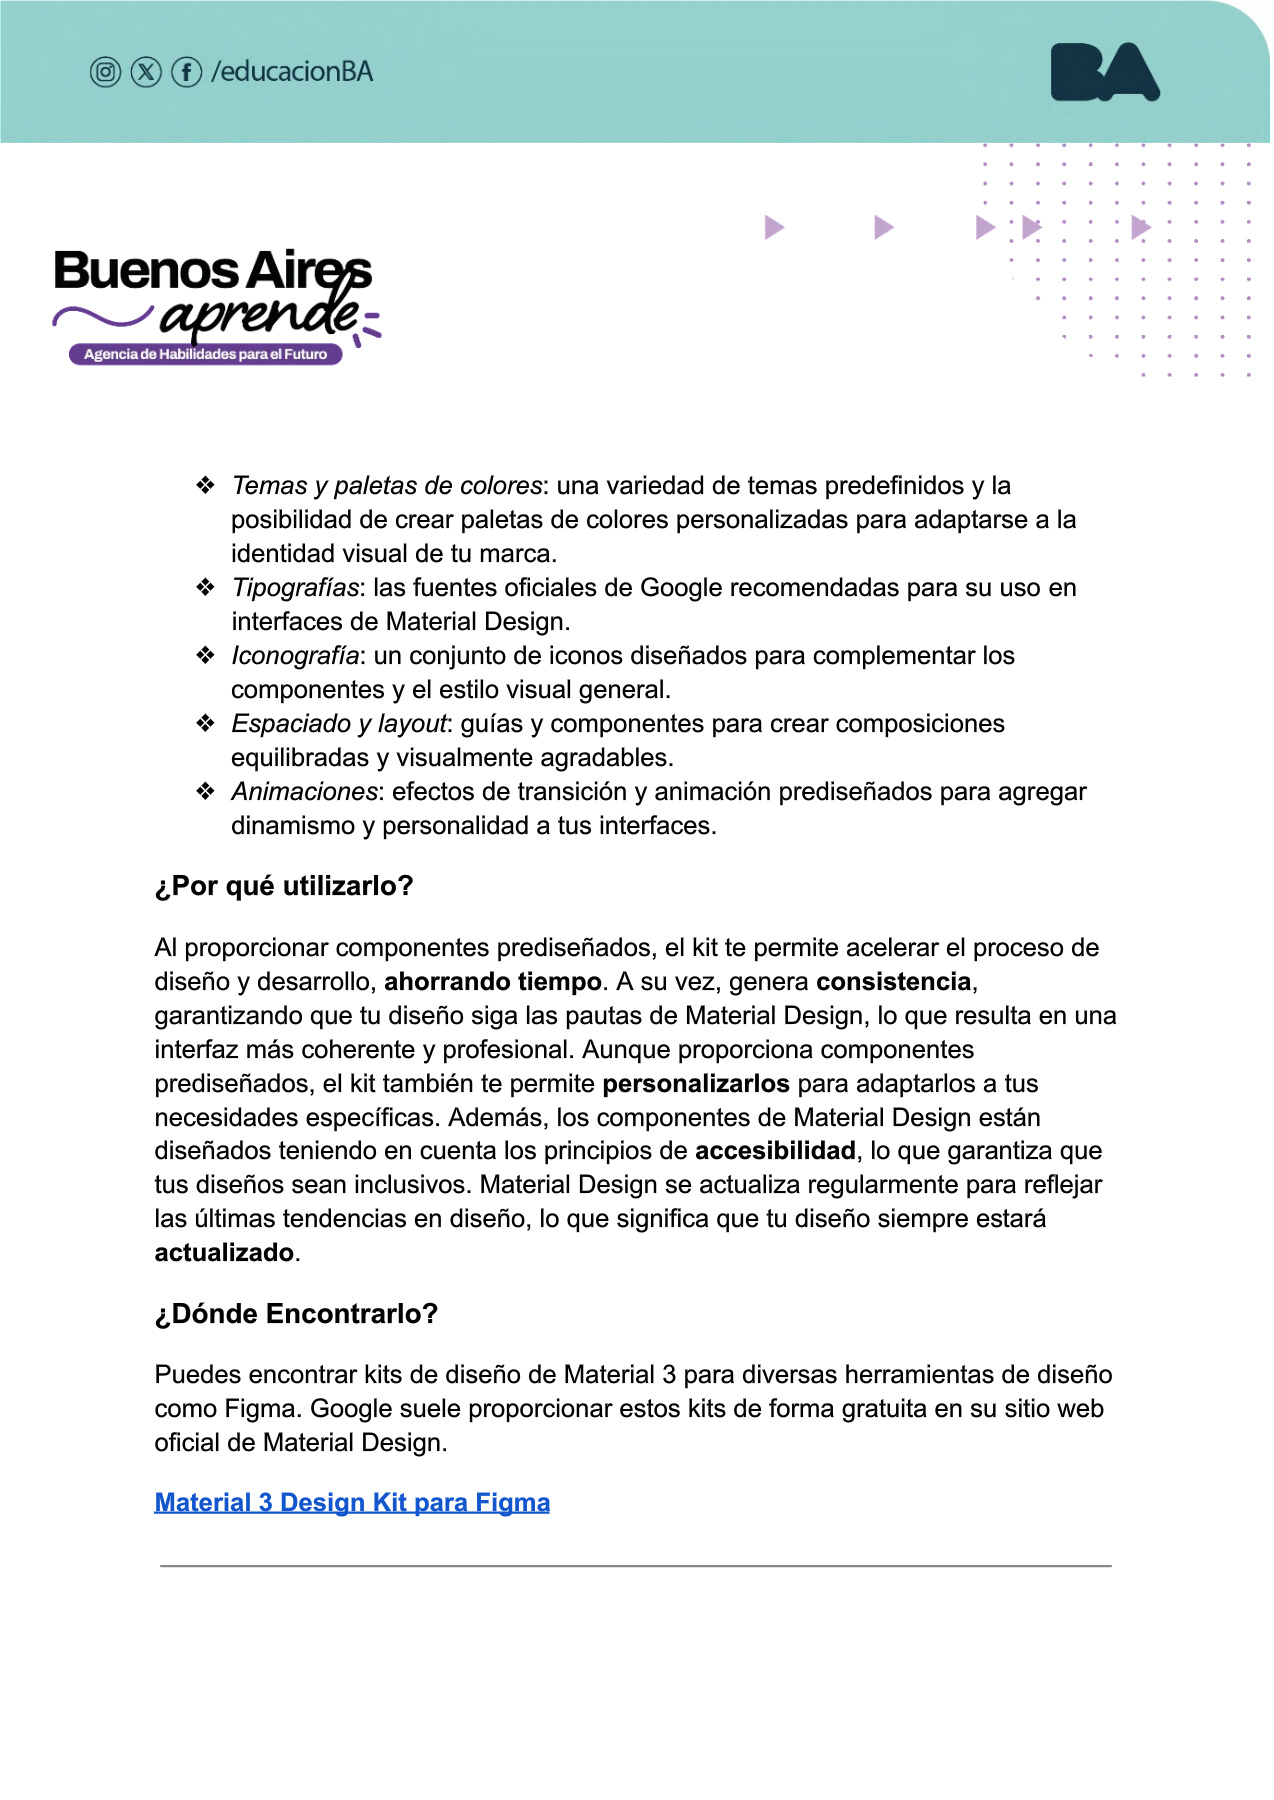 /educacionBA
BA
Buenos Aires
aprende
Agencia de Habilidades para el Futuro
❖ Temas y paletas de colores: una variedad de temas predefinidos y la
posibilidad de crear paletas de colores personalizadas para adaptarse a la
identidad visual de tu marca.
❖ Tipografías: las fuentes oficiales de Google recomendadas para su uso en
interfaces de Material Design.
❖ Iconografía: un conjunto de iconos diseñados para complementar los
componentes y el estilo visual general.
❖ Espaciado y layout: guías y componentes para crear composiciones
equilibradas y visualmente agradables.
❖ Animaciones: efectos de transición y animación prediseñados para agregar
dinamismo y personalidad a tus interfaces.
¿Por qué utilizarlo?
Al proporcionar componentes prediseñados, el kit te permite acelerar el proceso de
diseño y desarrollo, ahorrando tiempo. A su vez, genera consistencia,
garantizando que tu diseño siga las pautas de Material Design, lo que resulta en una
interfaz más coherente y profesional. Aunque proporciona componentes
prediseñados, el kit también te permite personalizarlos para adaptarlos a tus
necesidades específicas. Además, los componentes de Material Design están
diseñados teniendo en cuenta los principios de accesibilidad, lo que garantiza que
tus diseños sean inclusivos. Material Design se actualiza regularmente para reflejar
las últimas tendencias en diseño, lo que significa que tu diseño siempre estará
actualizado.
¿Dónde Encontrarlo?
Puedes encontrar kits de diseño de Material 3 para diversas herramientas de diseño
como Figma. Google suele proporcionar estos kits de forma gratuita en su sitio web
oficial de Material Design.
Material 3 Design Kit para Figma